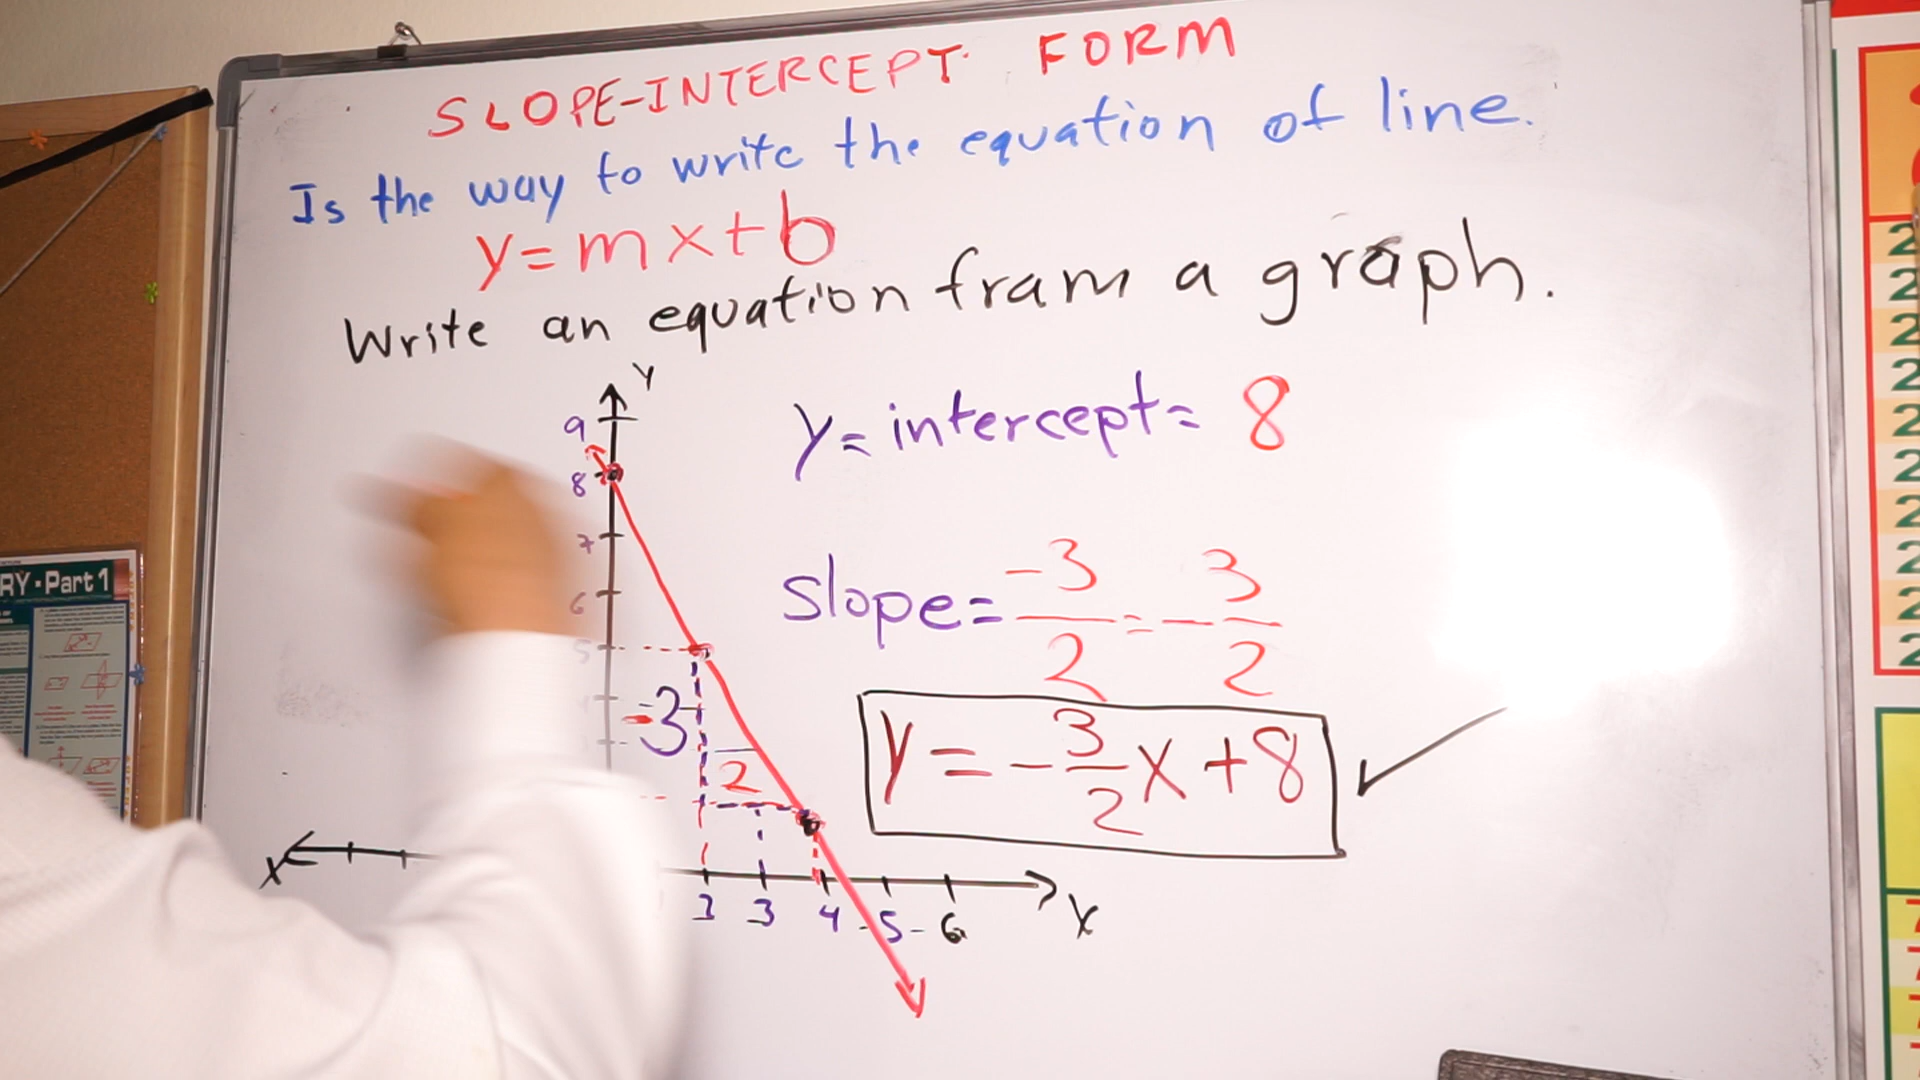 SLOPE-INTERCEPT FORM
Is the way to write the equation of line.
y=mx+b
Write an equation fram a graph.
Y
9
8
7
6
5
y=intercept= 8
slope= -3/2 = -3/2
-3
2
y = -3/2 x + 8
X
3 4 5 6
X
RY • Part 1